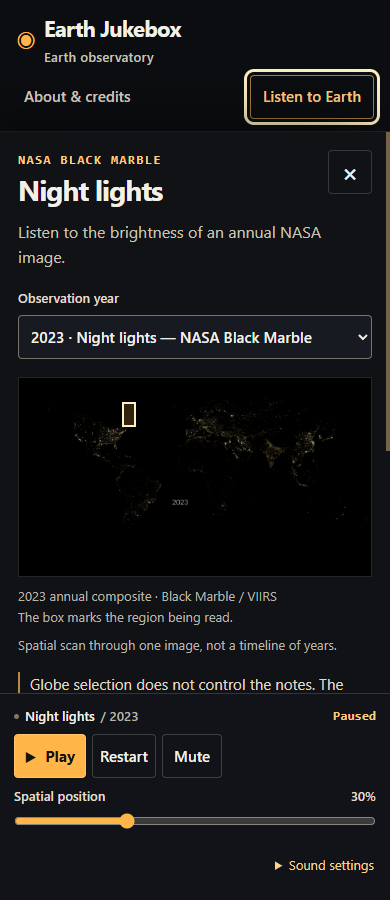 Earth Jukebox
Earth observatory
About & credits
Listen to Earth
NASA BLACK MARBLE
Night lights
×
Listen to the brightness of an annual NASA
image.
Observation year
2023 · Night lights — NASA Black Marble
2023
2023 annual composite · Black Marble / VIIRS
The box marks the region being read.
Spatial scan through one image, not a timeline of years.
Globe selection does not control the notes. The
Night lights / 2023
Paused
Play
Restart
Mute
Spatial position
30%
Sound settings